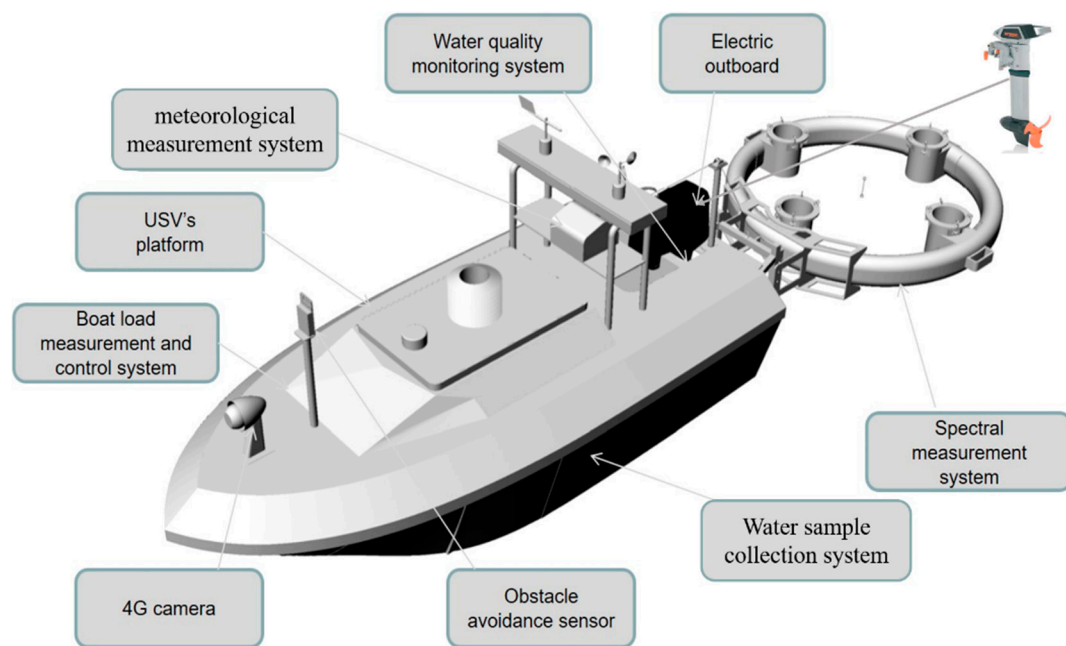 Water quality
monitoring system
Electric
outboard
meteorological
measurement system
USV's
platform
Boat load
measurement and
control system
Spectral
measurement
system
Water sample
collection system
4G camera
Obstacle
avoidance sensor